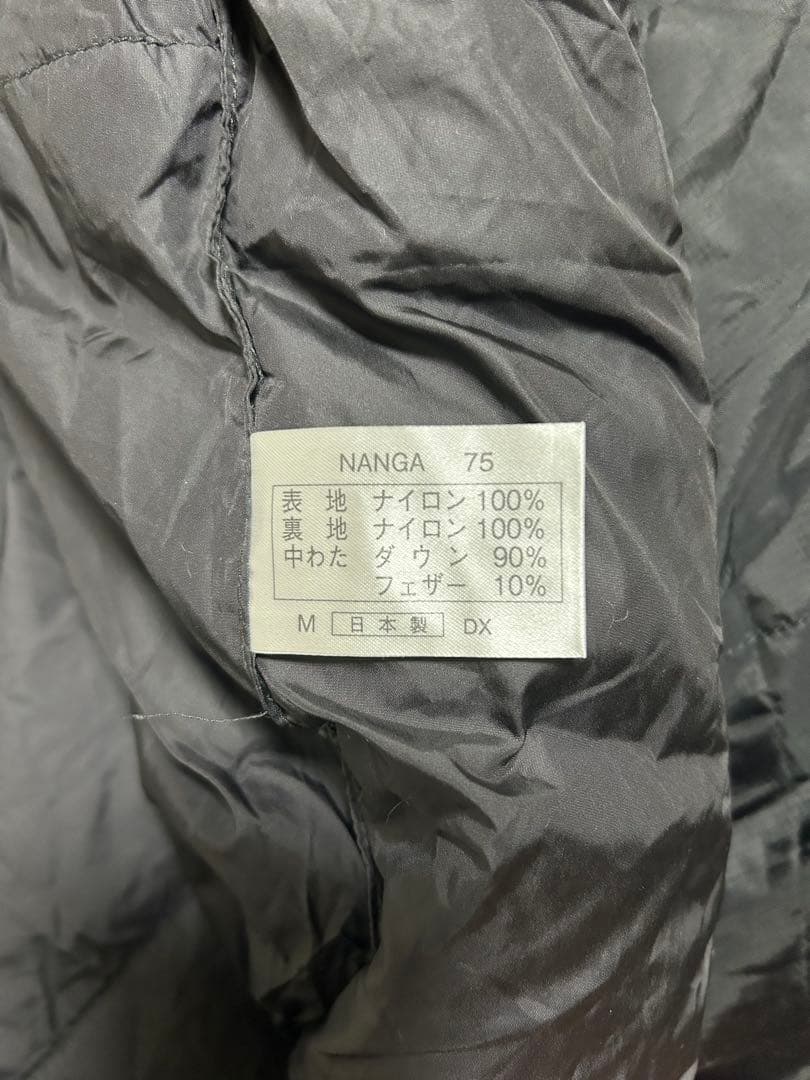 NANGA 75
表 地 ナイロン 100%
裏 地 ナイロン 100%
中わた ダ ウ ン 90%
フェザー 10%
M 日本製 DX